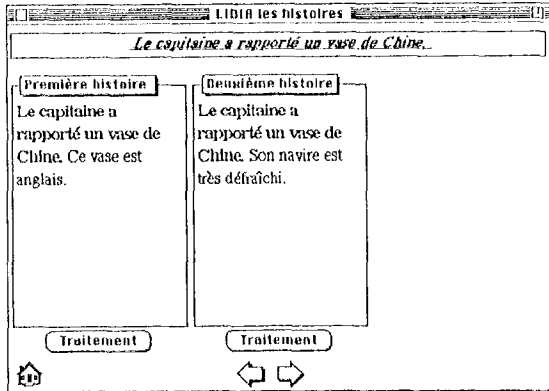 LIDIA les histoires
Le capitaine a rapporté un vase de Chine.
Première histoire
Le capitaine a
rapporté un vase de
Chine. Ce vase est
anglais.
Traitement
Deuxième histoire
Le capitaine a
rapporté un vase de
Chine. Son navire est
très défraîchi.
Traitement